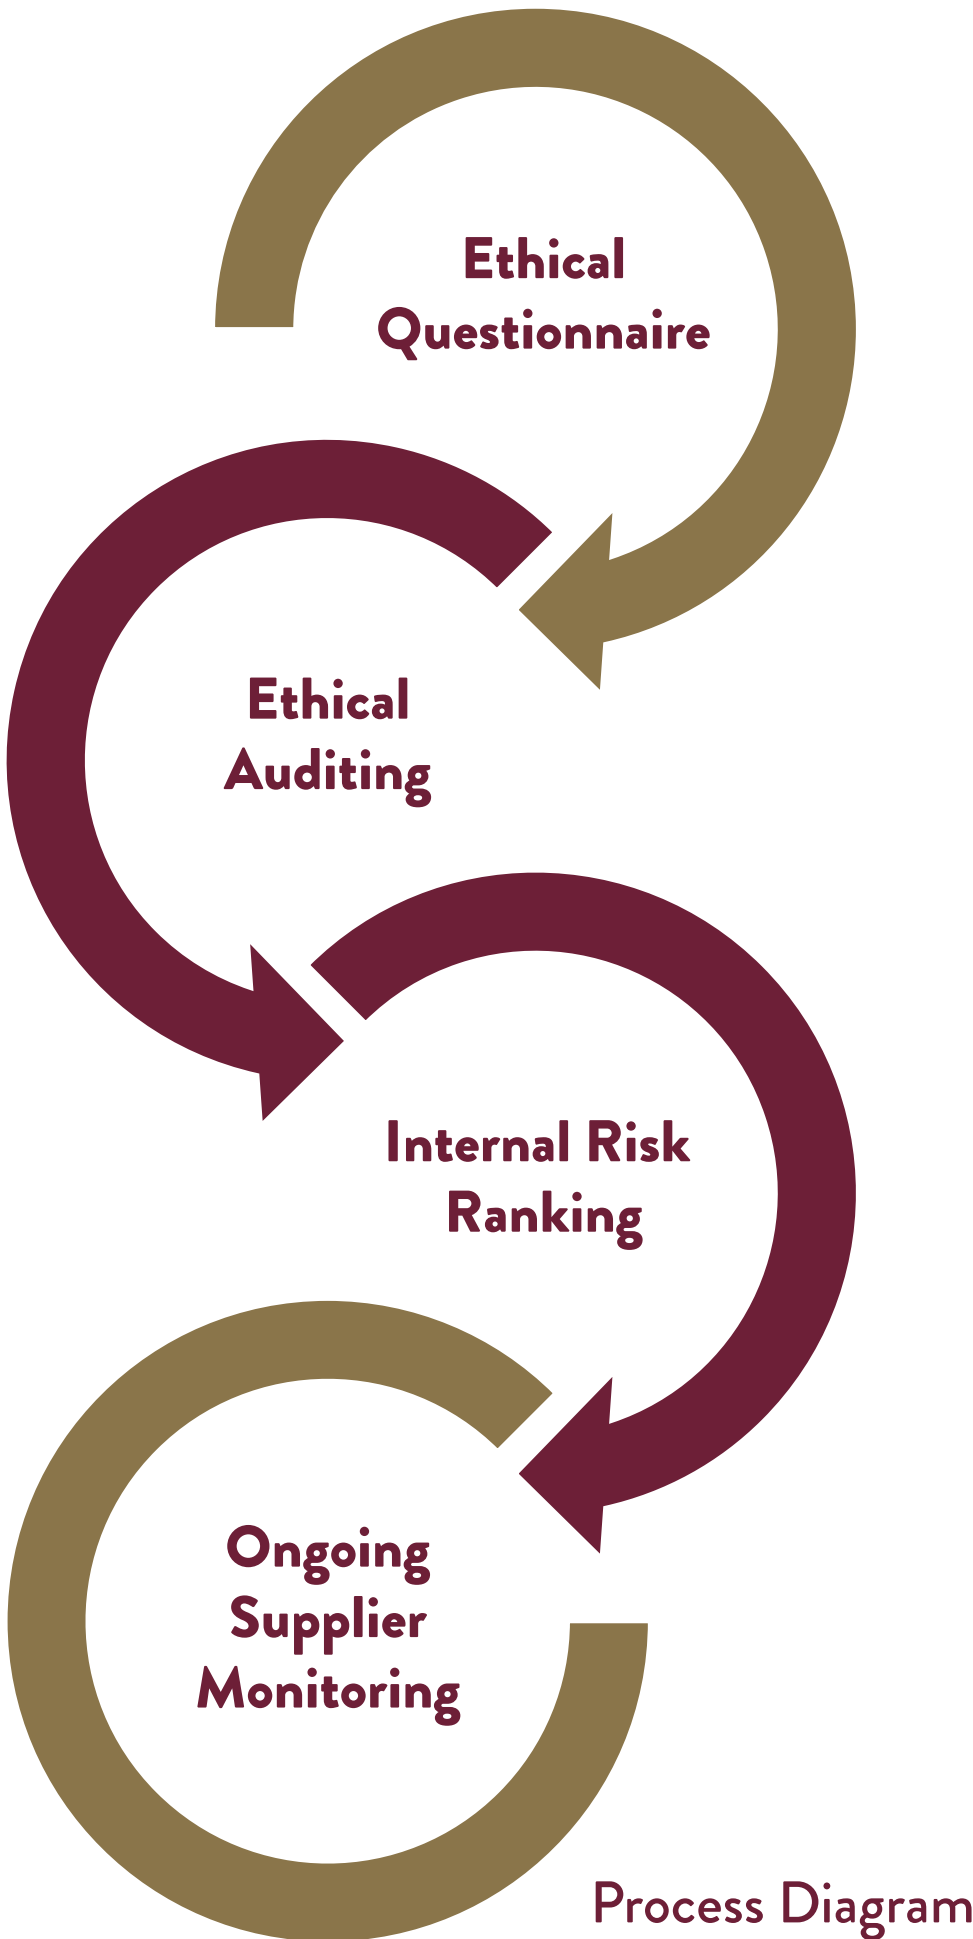 Ethical
Questionnaire
Ethical
Auditing
Internal Risk
Ranking
Ongoing
Supplier
Monitoring
Process Diagram